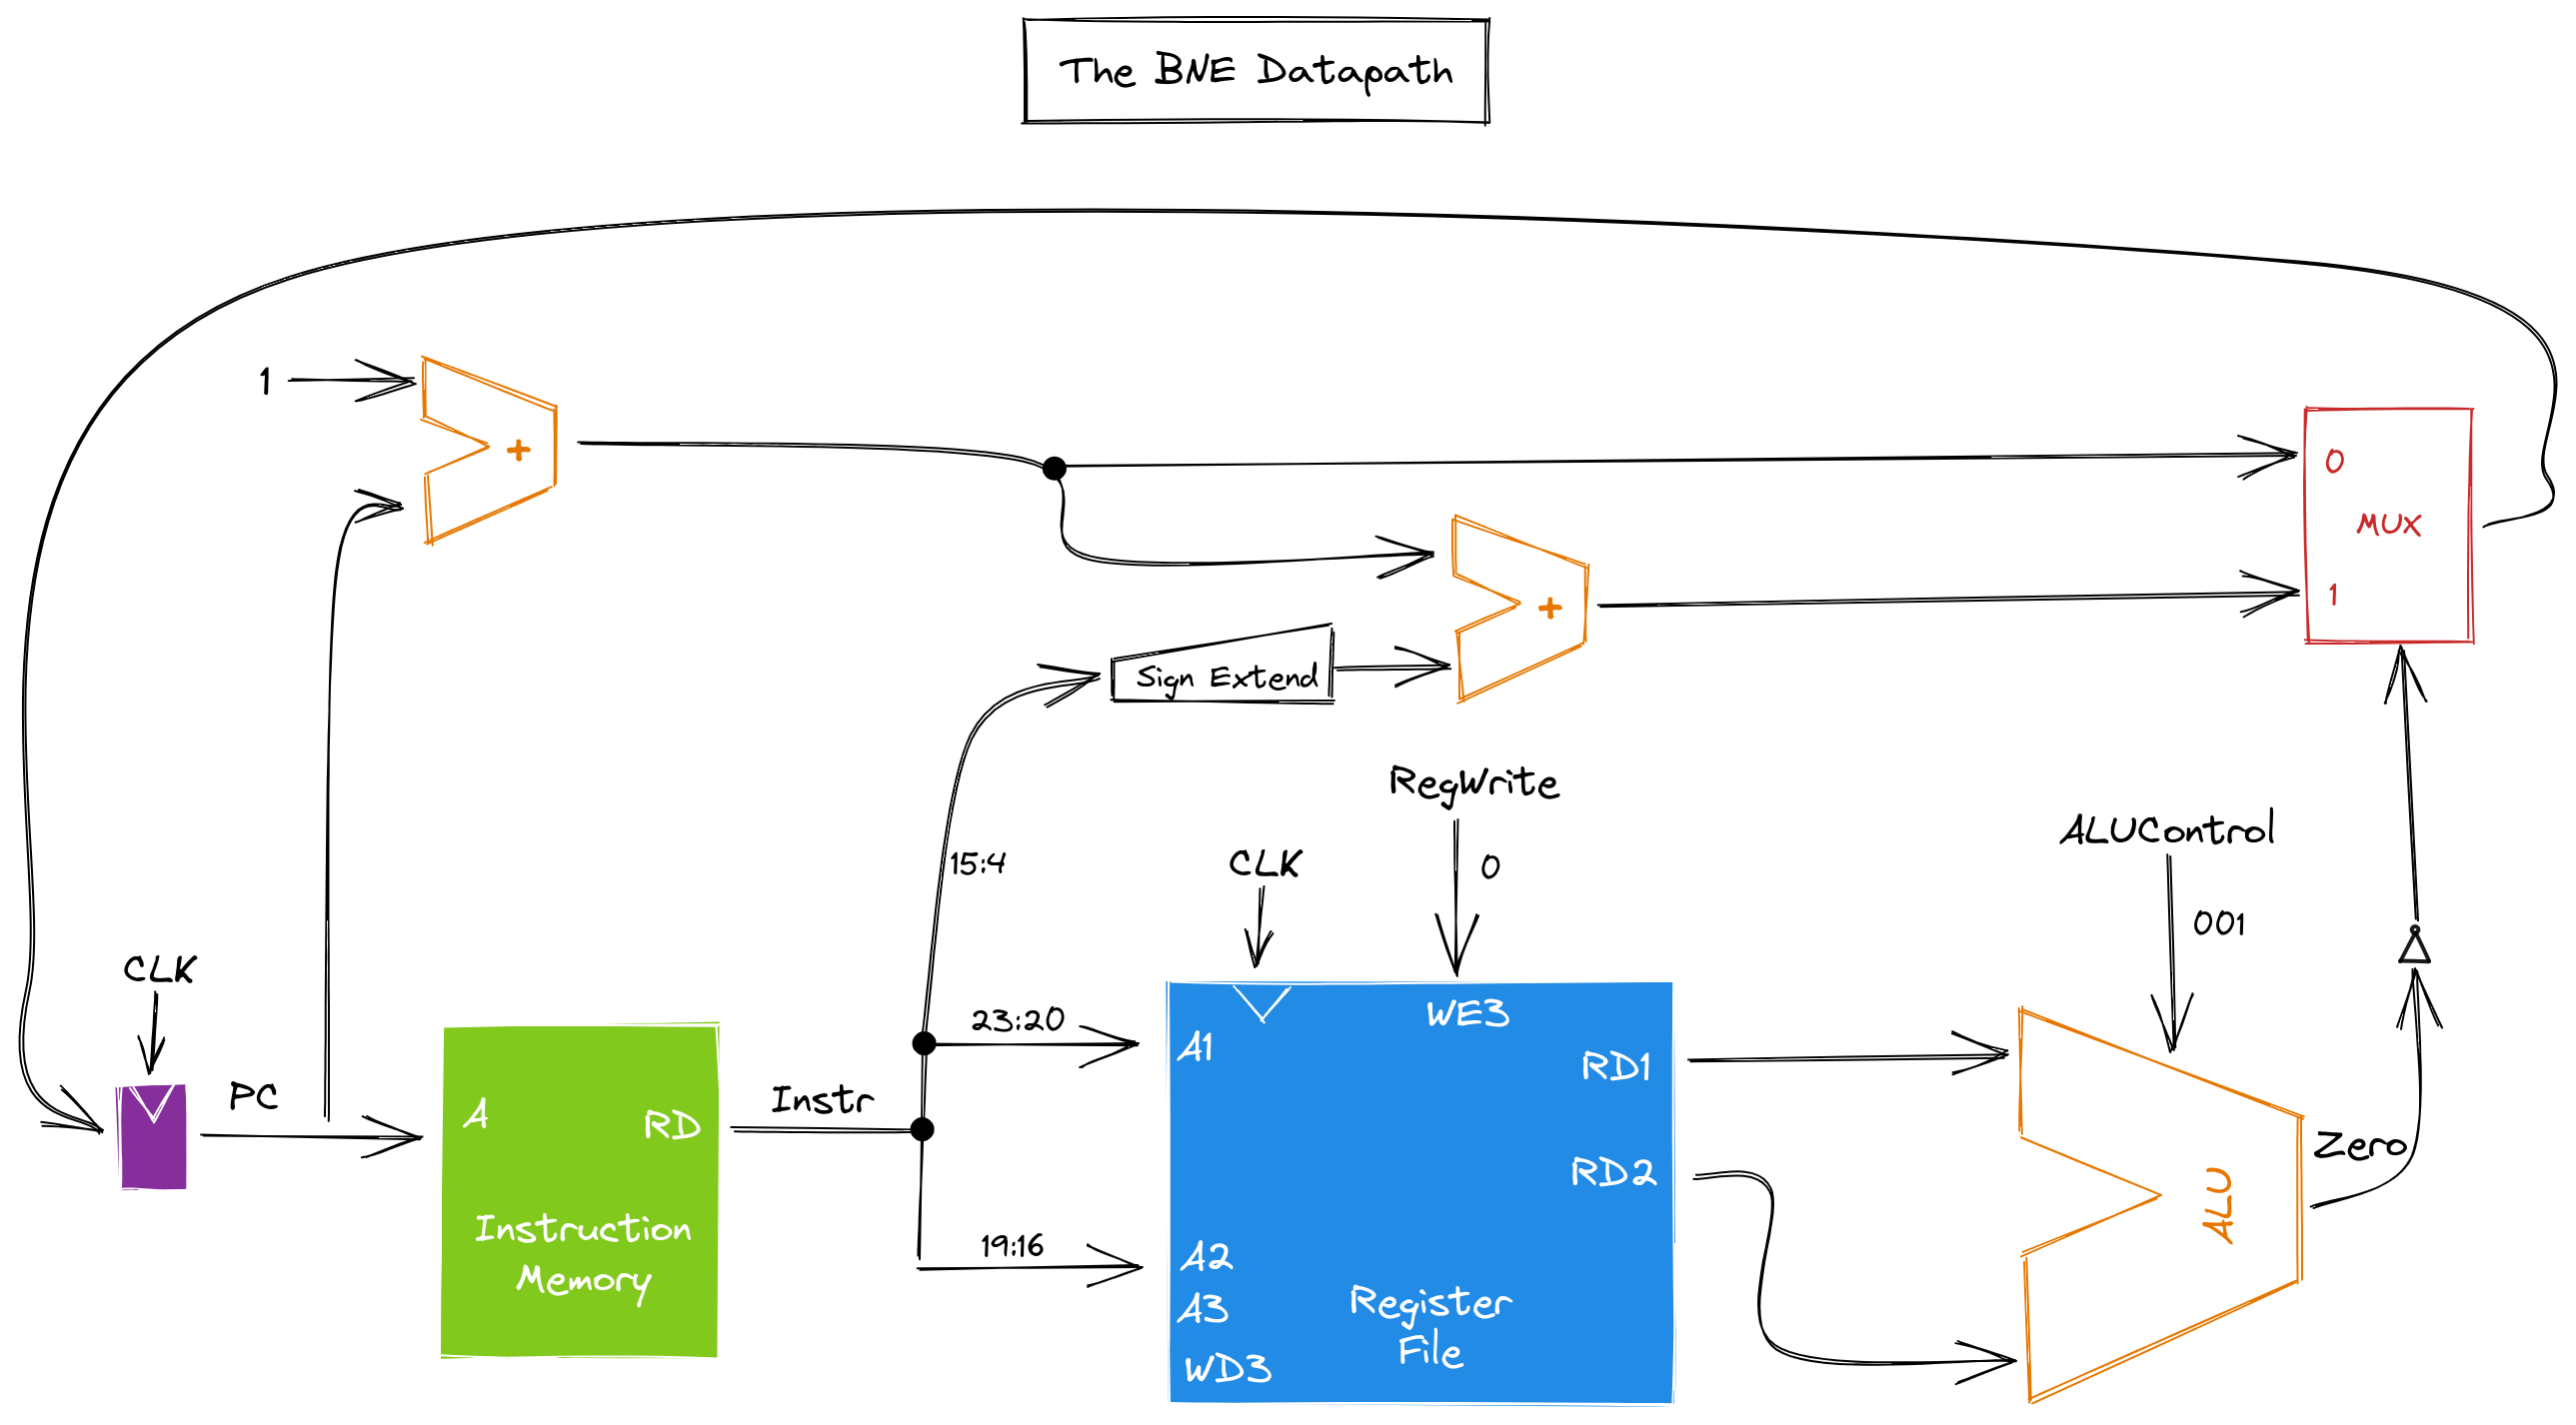 The BNE Datapath
1
+
0
MUX
1
+
Sign Extend
RegWrite
0
15:4
CLK
ALUControl
001
CLK
PC
A
RD
Instruction
Memory
Instr
23:20
19:16
WE3
A1
RD1
RD2
A2
A3
WD3
Register
File
ALU
Zero